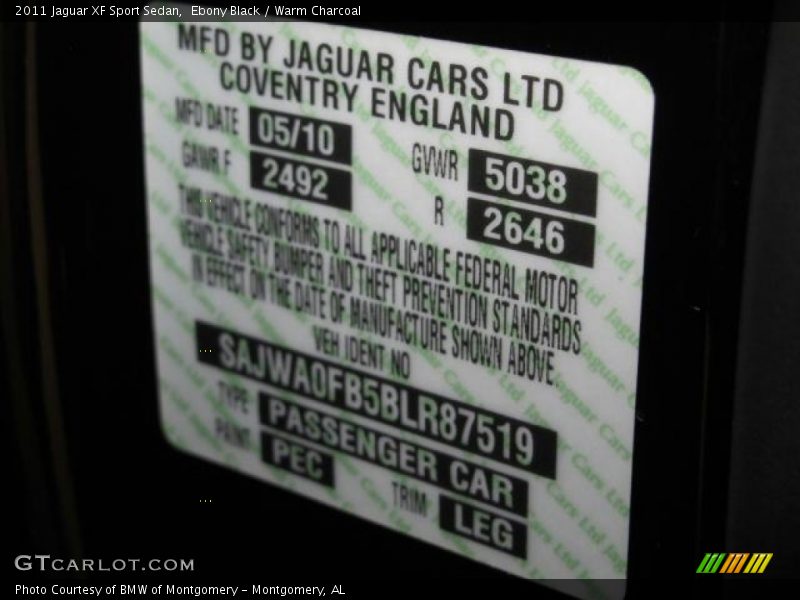 2011 Jaguar XF Sport Sedan,  Ebony Black / Warm Charcoal
MFD BY JAGUAR CARS LTD
COVENTRY ENGLAND
MFD DATE 05/10 GVWR 5038
GAWR F 2492 R 2646
THIS VEHICLE CONFORMS TO ALL APPLICABLE FEDERAL MOTOR
VEHICLE SAFETY, BUMPER AND THEFT PREVENTION STANDARDS
IN EFFECT ON THE DATE OF MANUFACTURE SHOWN ABOVE.
VEH IDENT NO
SAJWA0FB5BLR87519
TYPE PASSENGER CAR
PAINT PEC TRIM LEG
GTCARLOT.COM
Photo Courtesy of BMW of Montgomery - Montgomery, AL